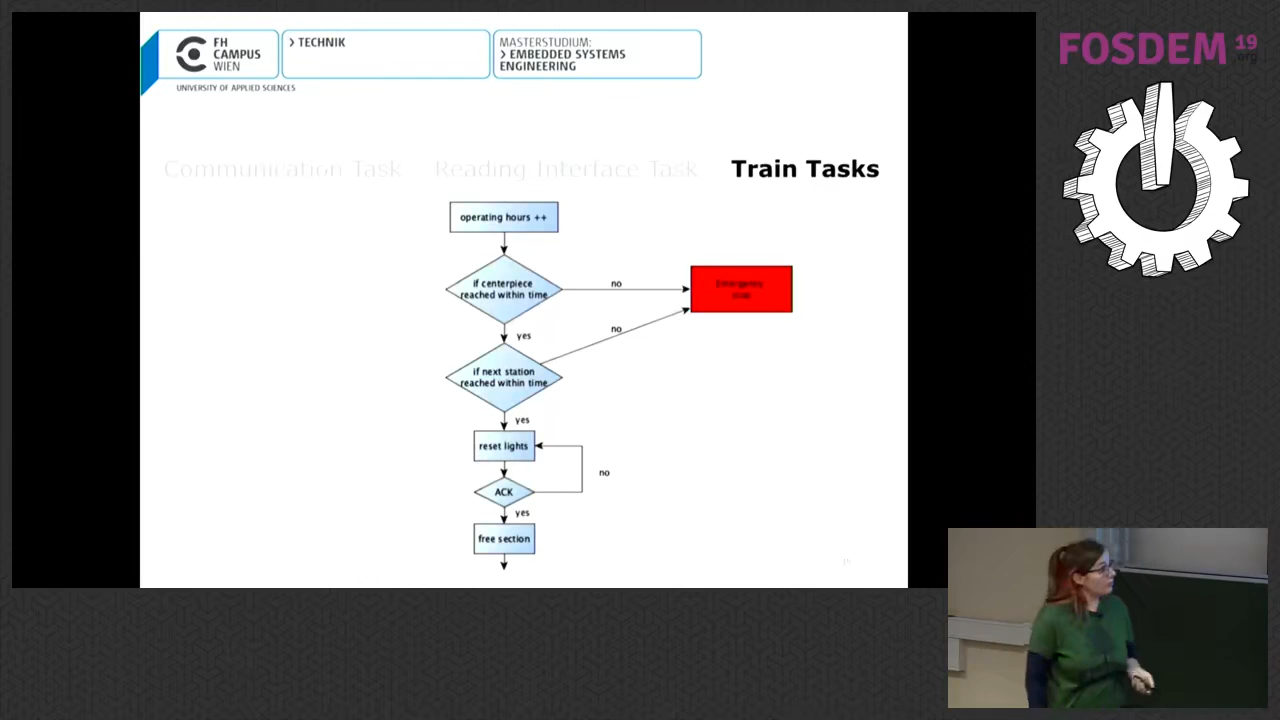 FH
CAMPUS
WIEN
UNIVERSITY OF APPLIED SCIENCES
> TECHNIK
MASTERSTUDIUM:
> EMBEDDED SYSTEMS
ENGINEERING
FOSDEM 19
.org
Communication Task
Reading Interface Task
Train Tasks
operating hours ++
if centerpiece
reached within time
no
Emergency
yes
no
if next station
reached within time
yes
reset lights
no
ACK
yes
free section